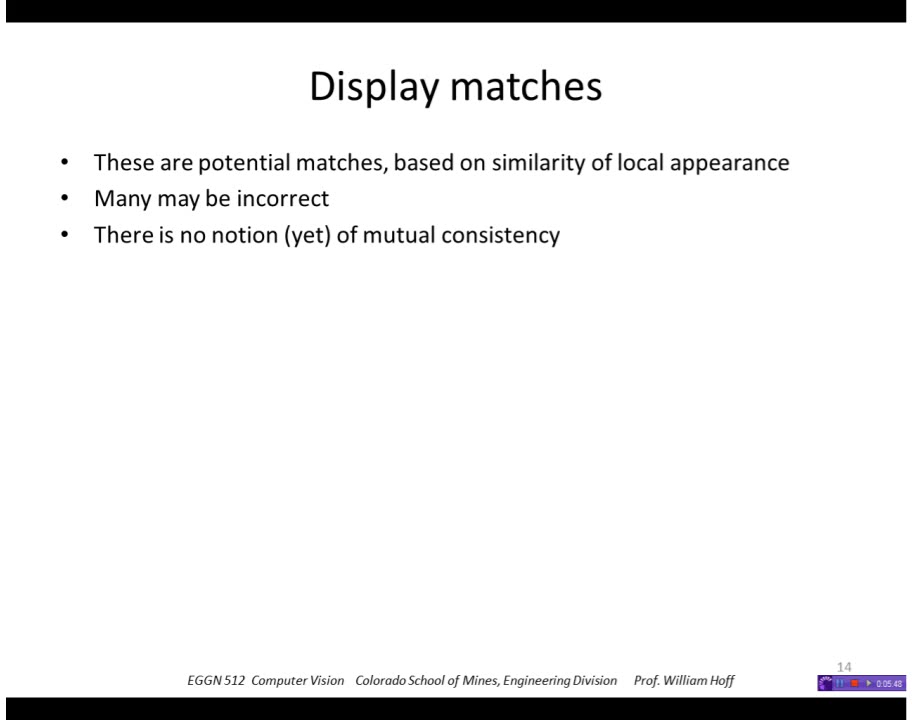 Display matches
• These are potential matches, based on similarity of local appearance
• Many may be incorrect
• There is no notion (yet) of mutual consistency
14
EGGN 512 Computer Vision Colorado School of Mines, Engineering Division Prof. William Hoff
0:05:48